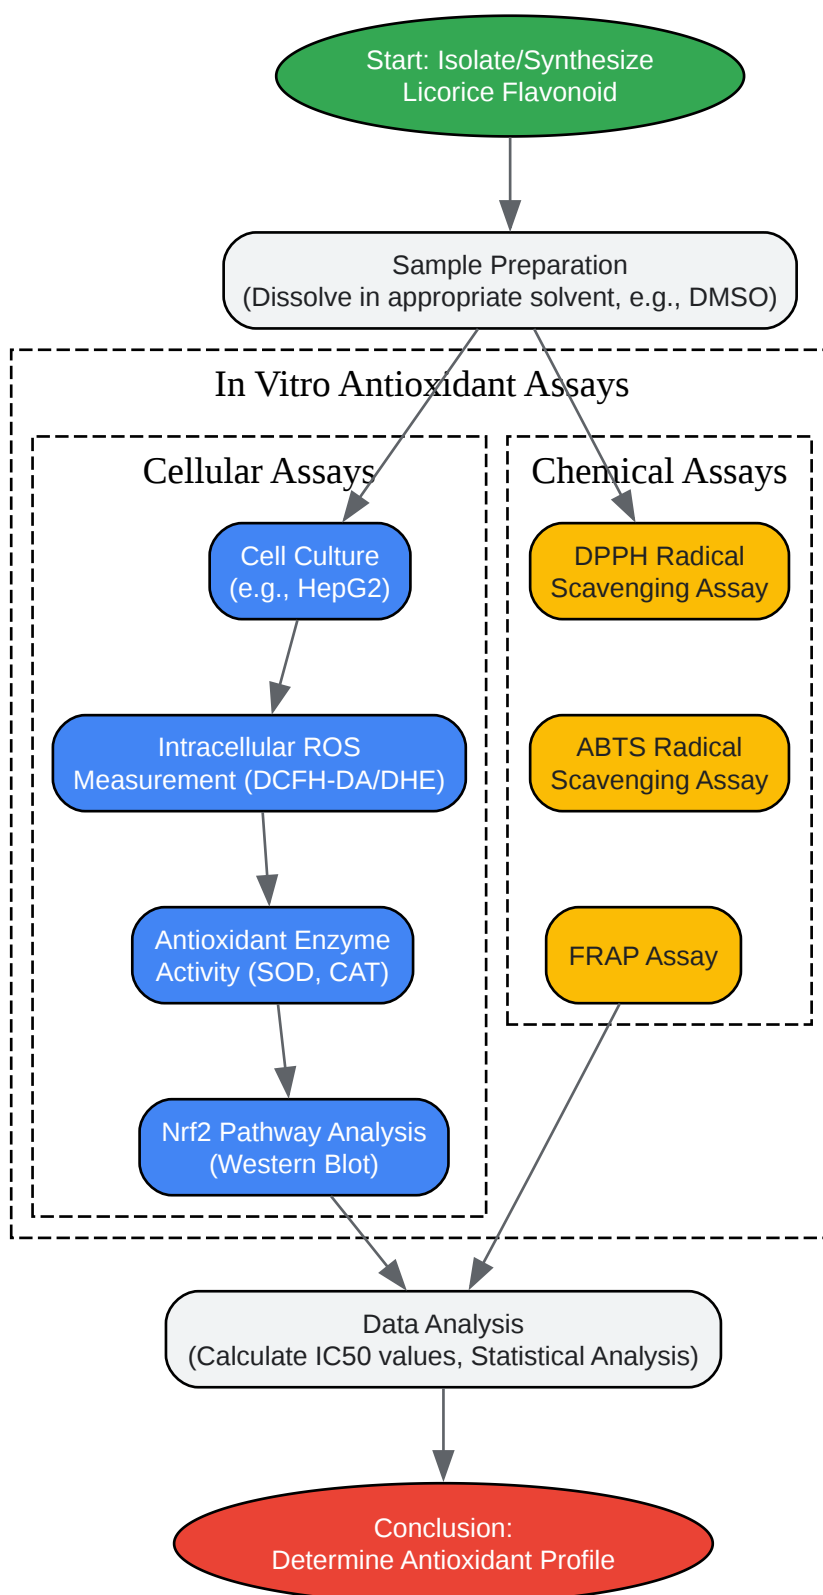 Start: Isolate/Synthesize
Licorice Flavonoid
Sample Preparation
(Dissolve in appropriate solvent, e.g., DMSO)
In Vitro Antioxidant Assays
Cellular Assays
Chemical Assays
Cell Culture
(e.g., HepG2)
DPPH Radical
Scavenging Assay
Intracellular ROS
Measurement (DCFH-DA/DHE)
ABTS Radical
Scavenging Assay
Antioxidant Enzyme
Activity (SOD, CAT)
FRAP Assay
Nrf2 Pathway Analysis
(Western Blot)
Data Analysis
(Calculate IC50 values, Statistical Analysis)
Conclusion:
Determine Antioxidant Profile